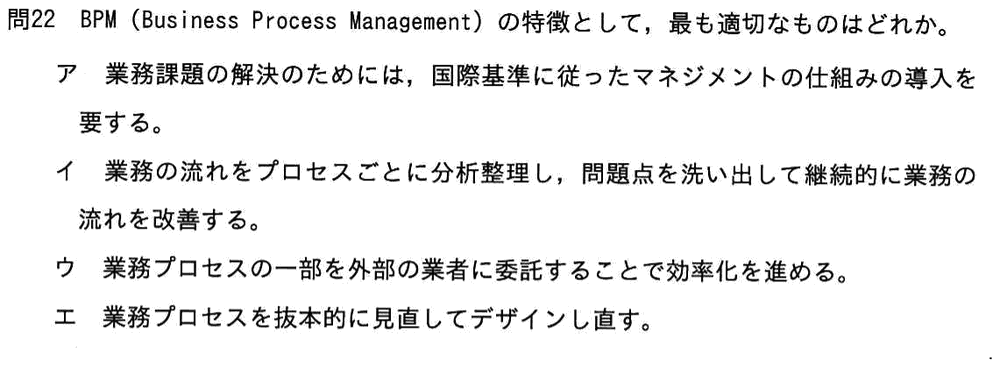 問22 BPM (Business Process Management) の特徴として，最も適切なものはどれか。
ア 業務課題の解決のためには，国際基準に従ったマネジメントの仕組みの導入を
要する。
イ 業務の流れをプロセスごとに分析整理し，問題点を洗い出して継続的に業務の
流れを改善する。
ウ 業務プロセスの一部を外部の業者に委託することで効率化を進める。
エ 業務プロセスを抜本的に見直してデザインし直す。